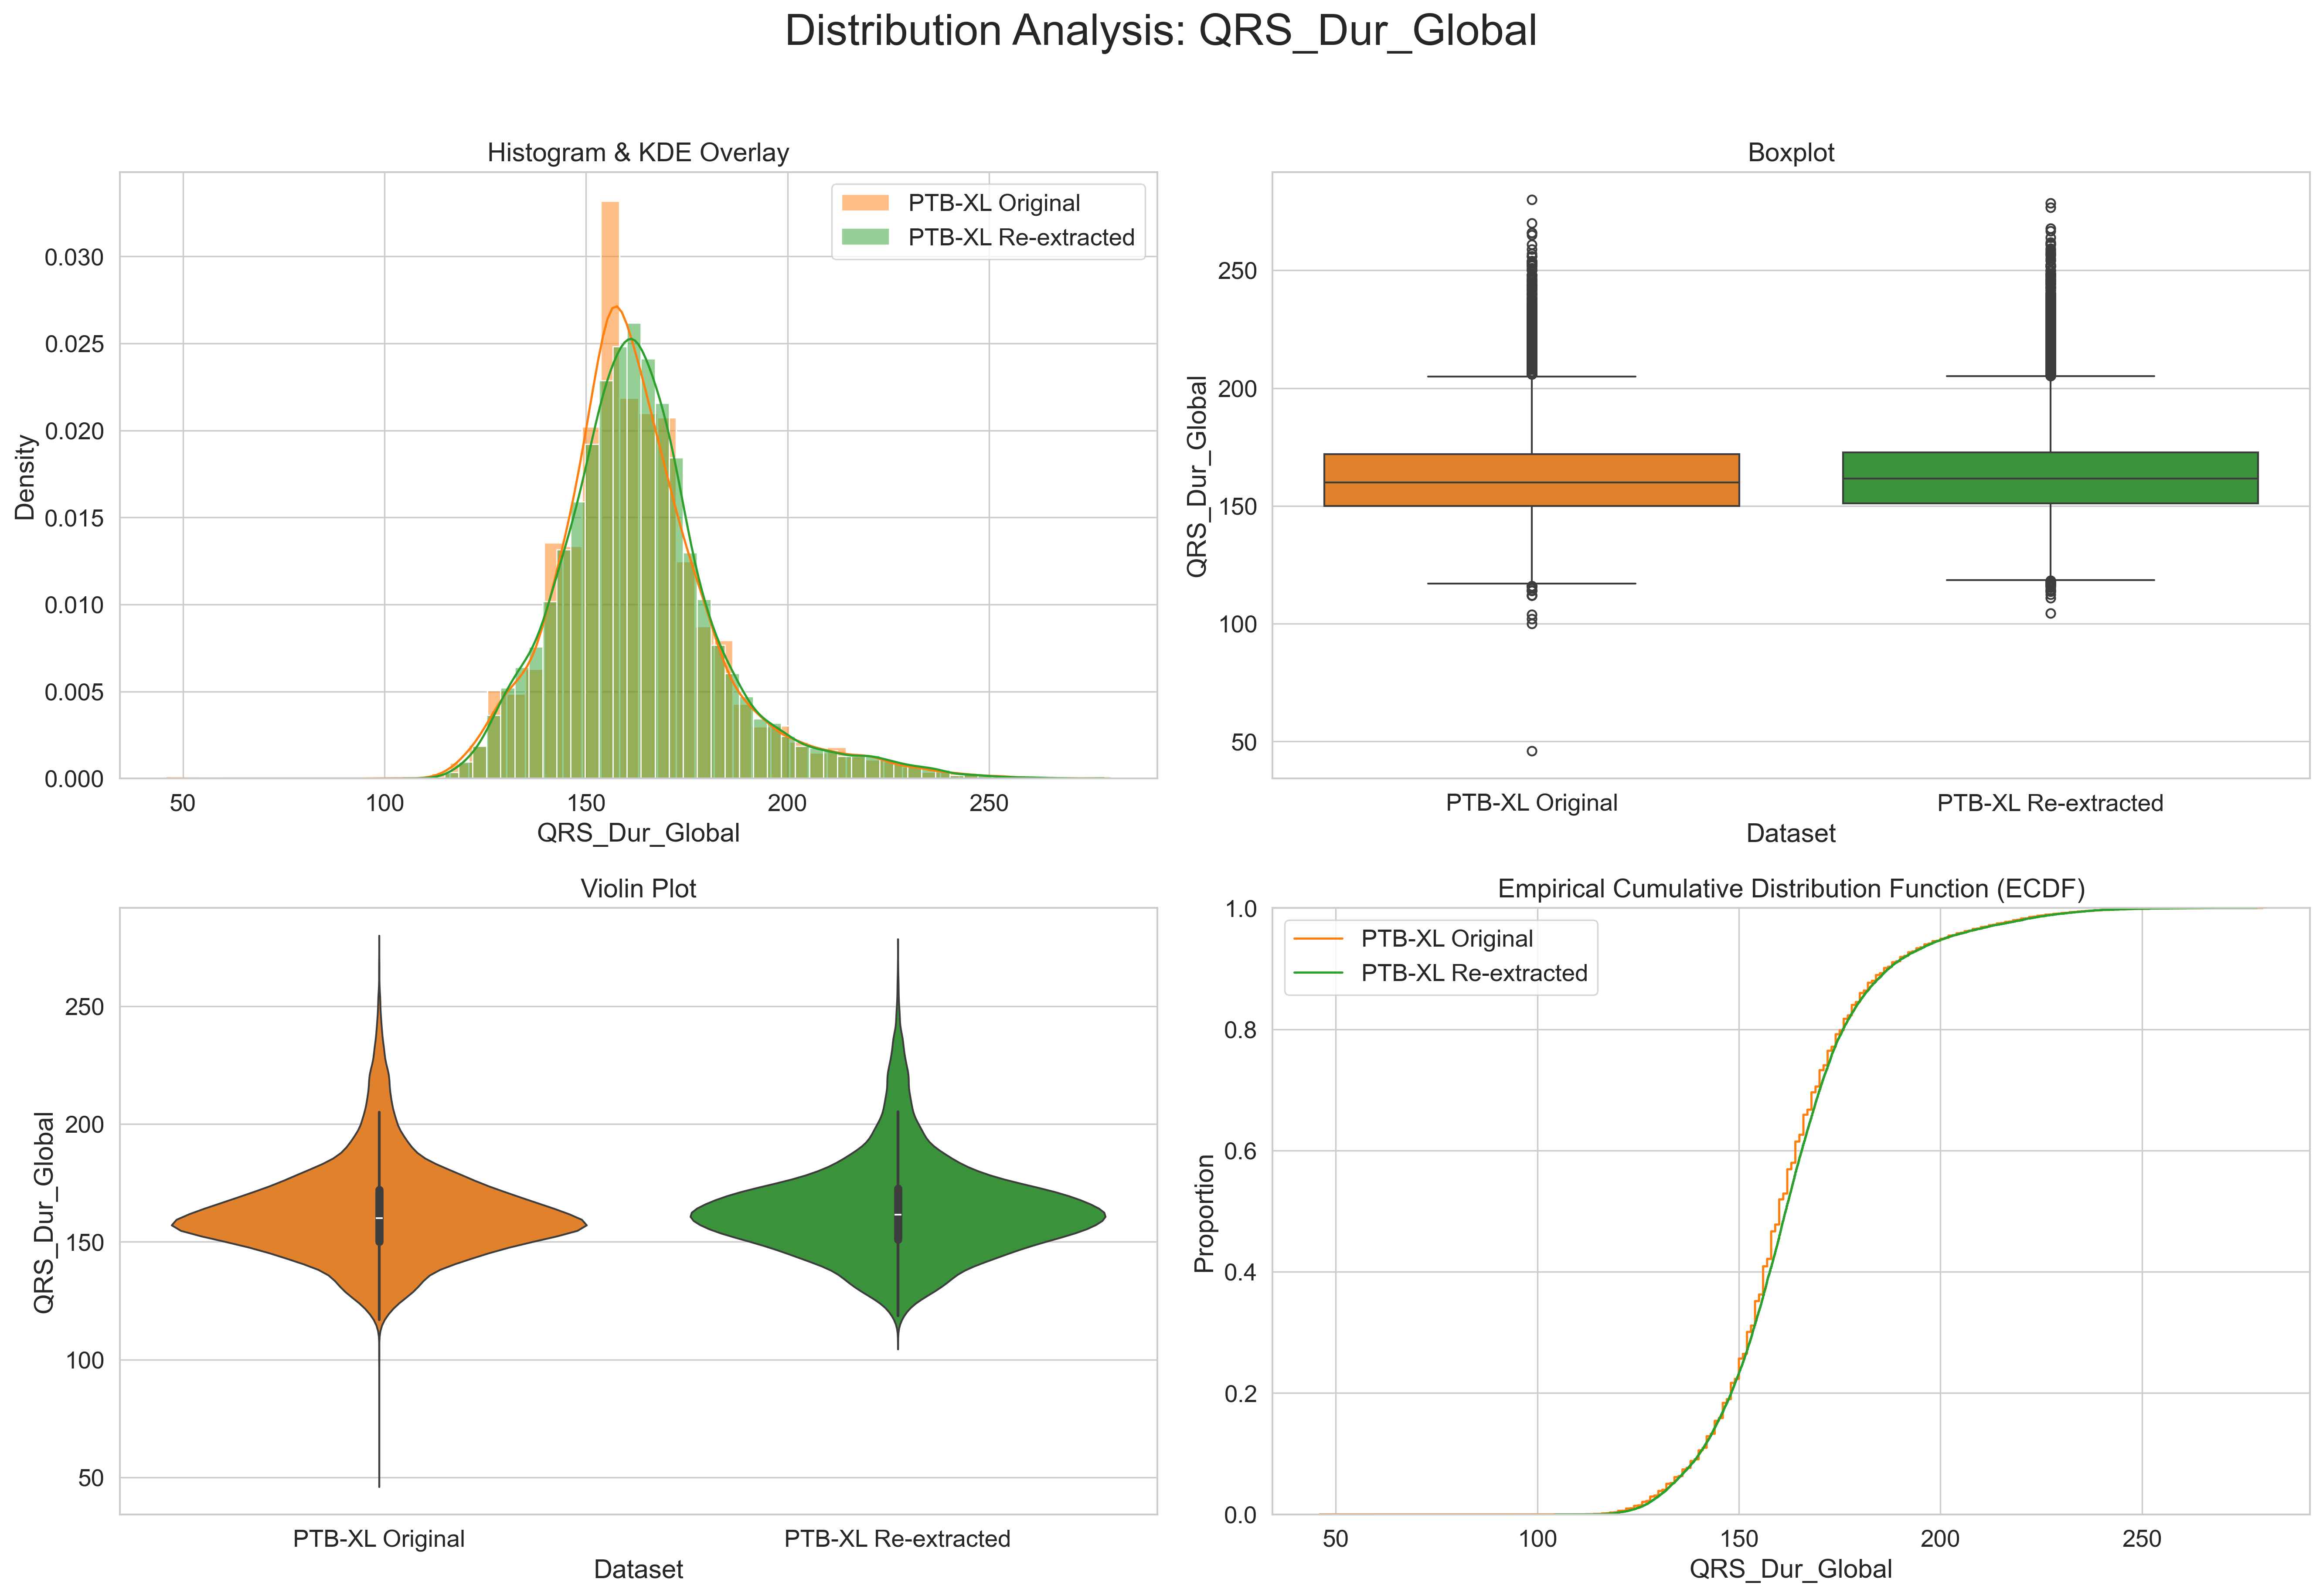 Distribution Analysis: QRS_Dur_Global
Histogram & KDE Overlay
PTB-XL Original
PTB-XL Re-extracted
Density
0.030
0.025
0.020
0.015
0.010
0.005
0.000
50 100 150 200 250
QRS_Dur_Global
Boxplot
QRS_Dur_Global
250
200
150
100
50
PTB-XL Original PTB-XL Re-extracted
Dataset
Violin Plot
QRS_Dur_Global
250
200
150
100
50
PTB-XL Original PTB-XL Re-extracted
Dataset
Empirical Cumulative Distribution Function (ECDF)
PTB-XL Original
PTB-XL Re-extracted
Proportion
1.0
0.8
0.6
0.4
0.2
0.0
50 100 150 200 250
QRS_Dur_Global